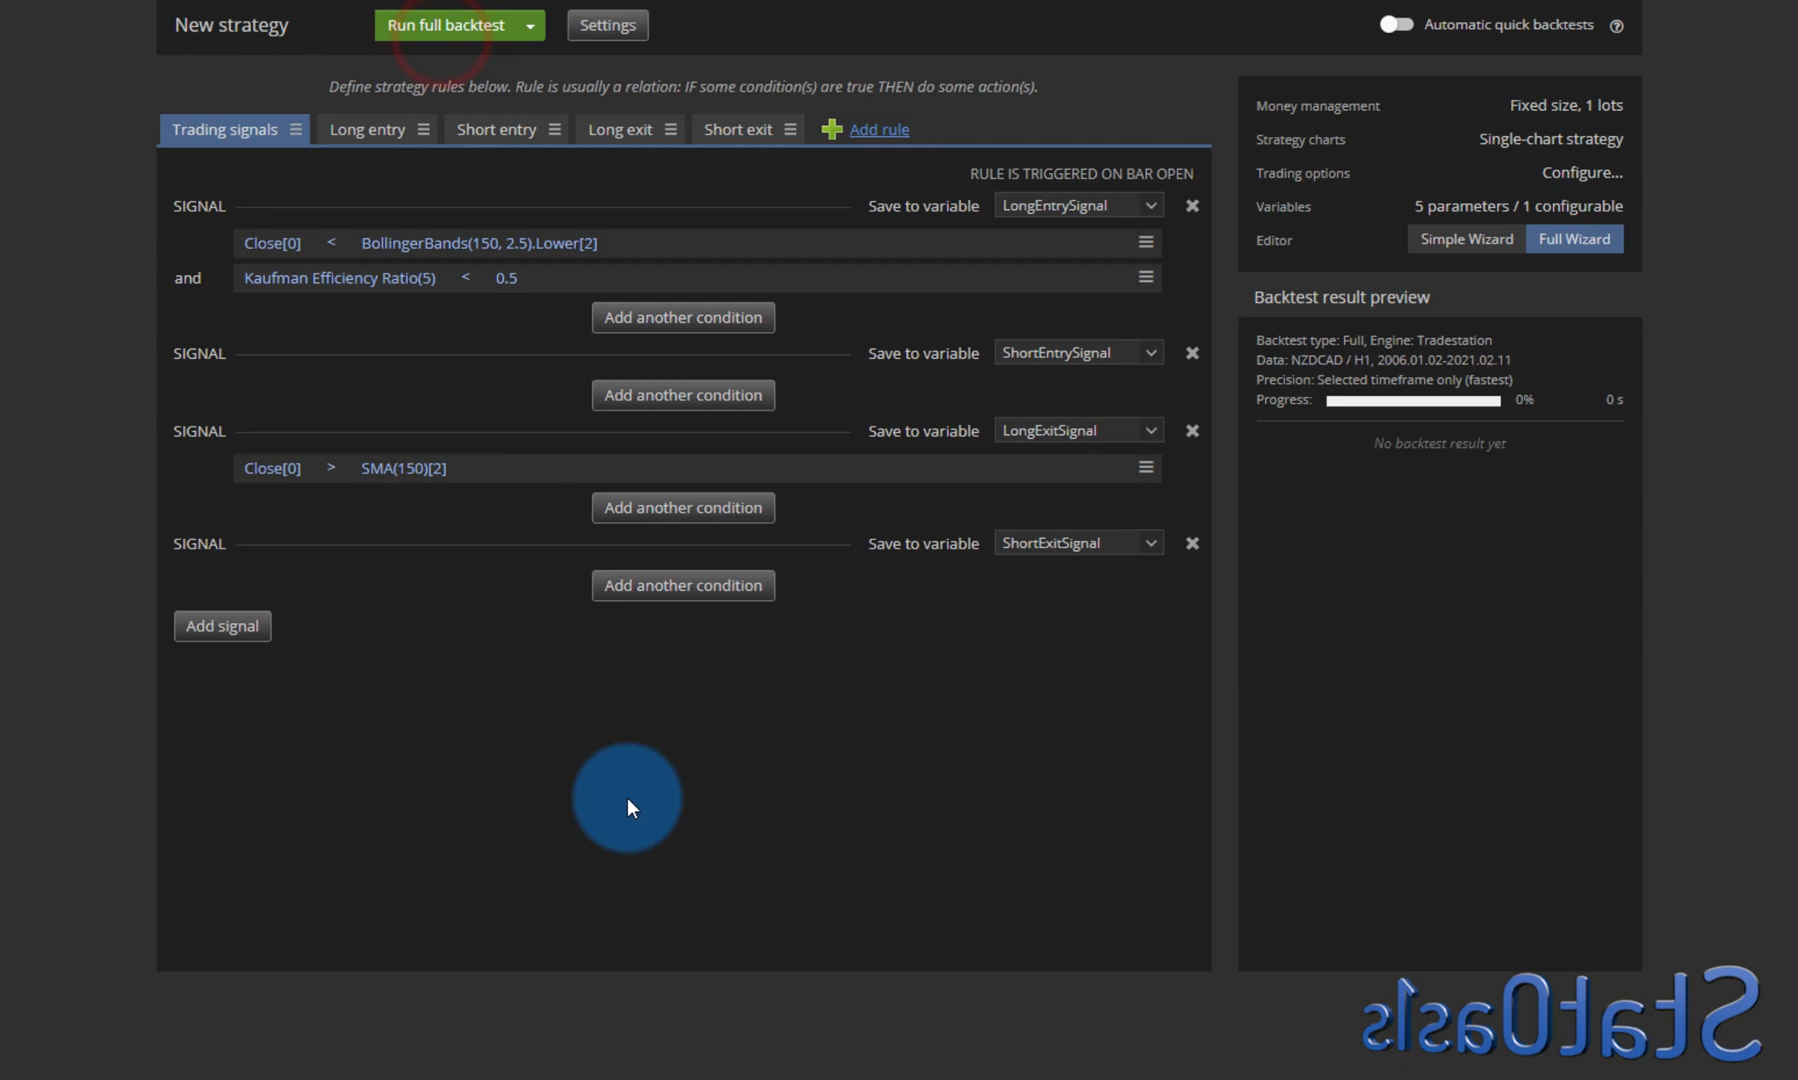 New strategy Run full backtest Settings Automatic quick backtests
Define strategy rules below. Rule is usually a relation: IF some condition(s) are true THEN do some action(s).
Trading signals Long entry Short entry Long exit Short exit Add rule
RULE IS TRIGGERED ON BAR OPEN
SIGNAL Save to variable LongEntrySignal
Close[0] < BollingerBands(150, 2.5).Lower[2]
and Kaufman Efficiency Ratio(5) < 0.5
Add another condition
SIGNAL Save to variable ShortEntrySignal
Add another condition
SIGNAL Save to variable LongExitSignal
Close[0] > SMA(150)[2]
Add another condition
SIGNAL Save to variable ShortExitSignal
Add another condition
Add signal
Money management Fixed size, 1 lots
Strategy charts Single-chart strategy
Trading options Configure...
Variables 5 parameters / 1 configurable
Editor Simple Wizard Full Wizard
Backtest result preview
Backtest type: Full, Engine: Tradestation
Data: NZDCAD / H1, 2006.01.02-2021.02.11
Precision: Selected timeframe only (fastest)
Progress: 0% 0 s
No backtest result yet
StatOasis